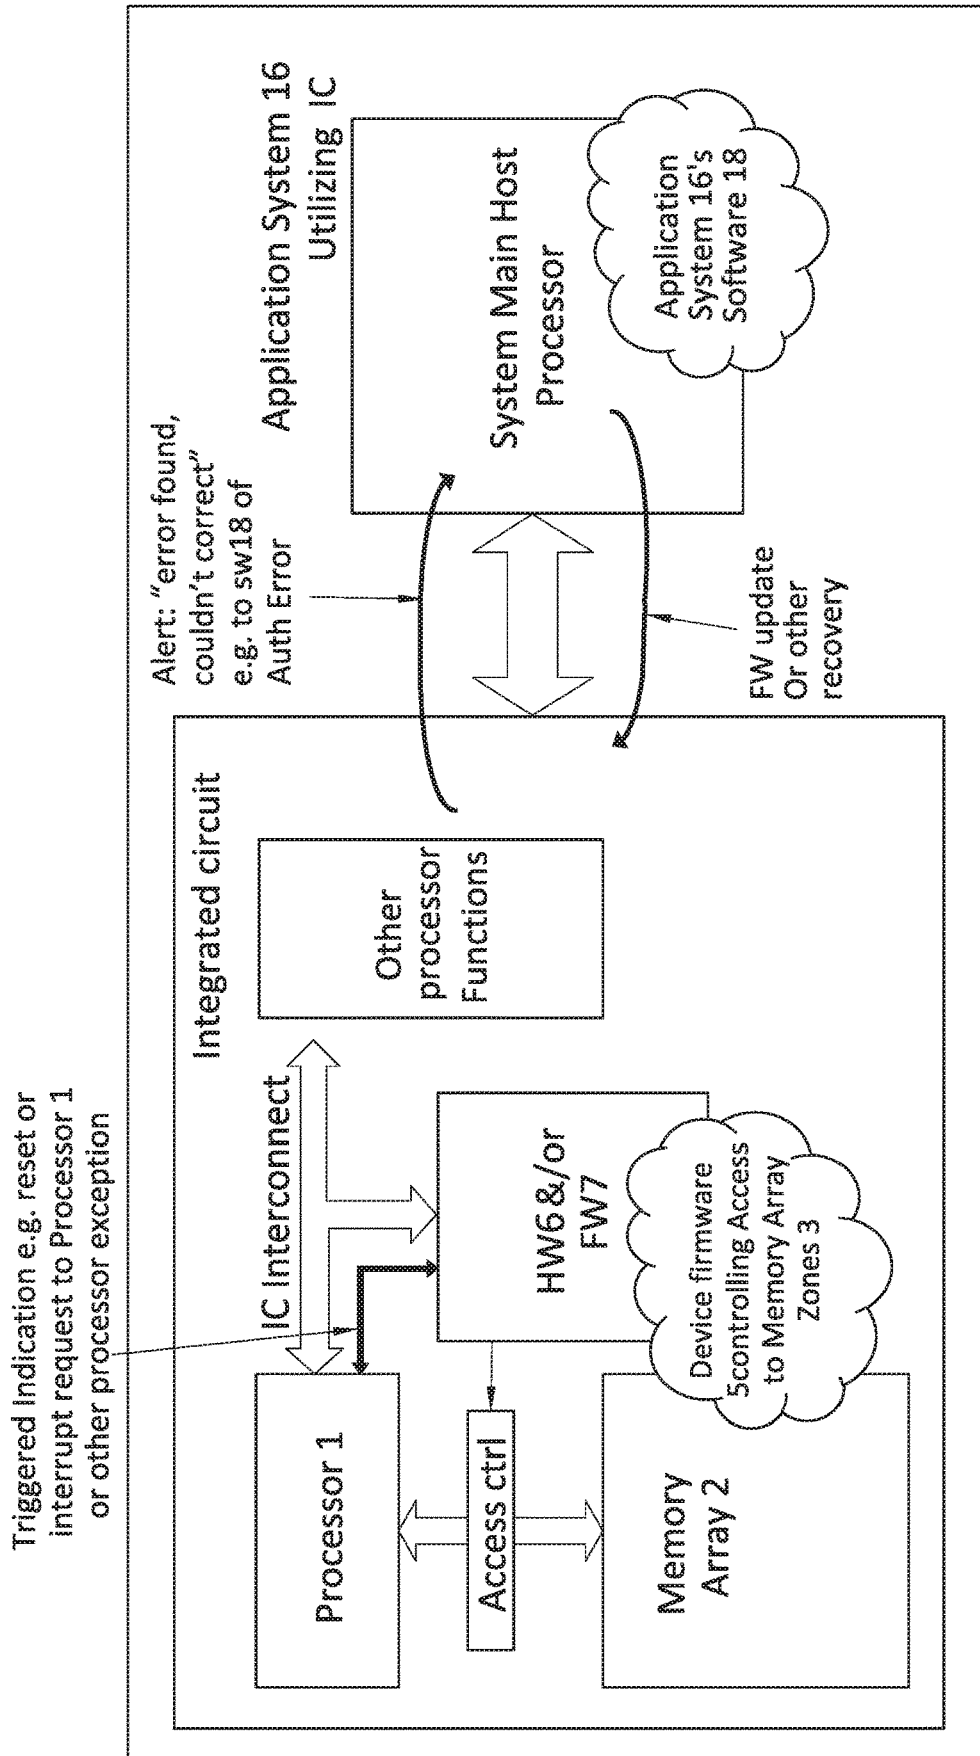 Triggered Indication e.g. reset or
interrupt request to Processor 1
or other processor exception
Application System 16
Utilizing IC
Alert: "error found,
couldn't correct"
e.g. to sw18 of
Auth Error
Integrated circuit
IC Interconnect
Processor 1
Access ctrl
Memory
Array 2
HW6&/or
FW7
Device firmware
5controlling Access
to Memory Array
Zones 3
Other
processor
Functions
System Main Host
Processor
Application
System 16's
Software 18
FW update
Or other
recovery